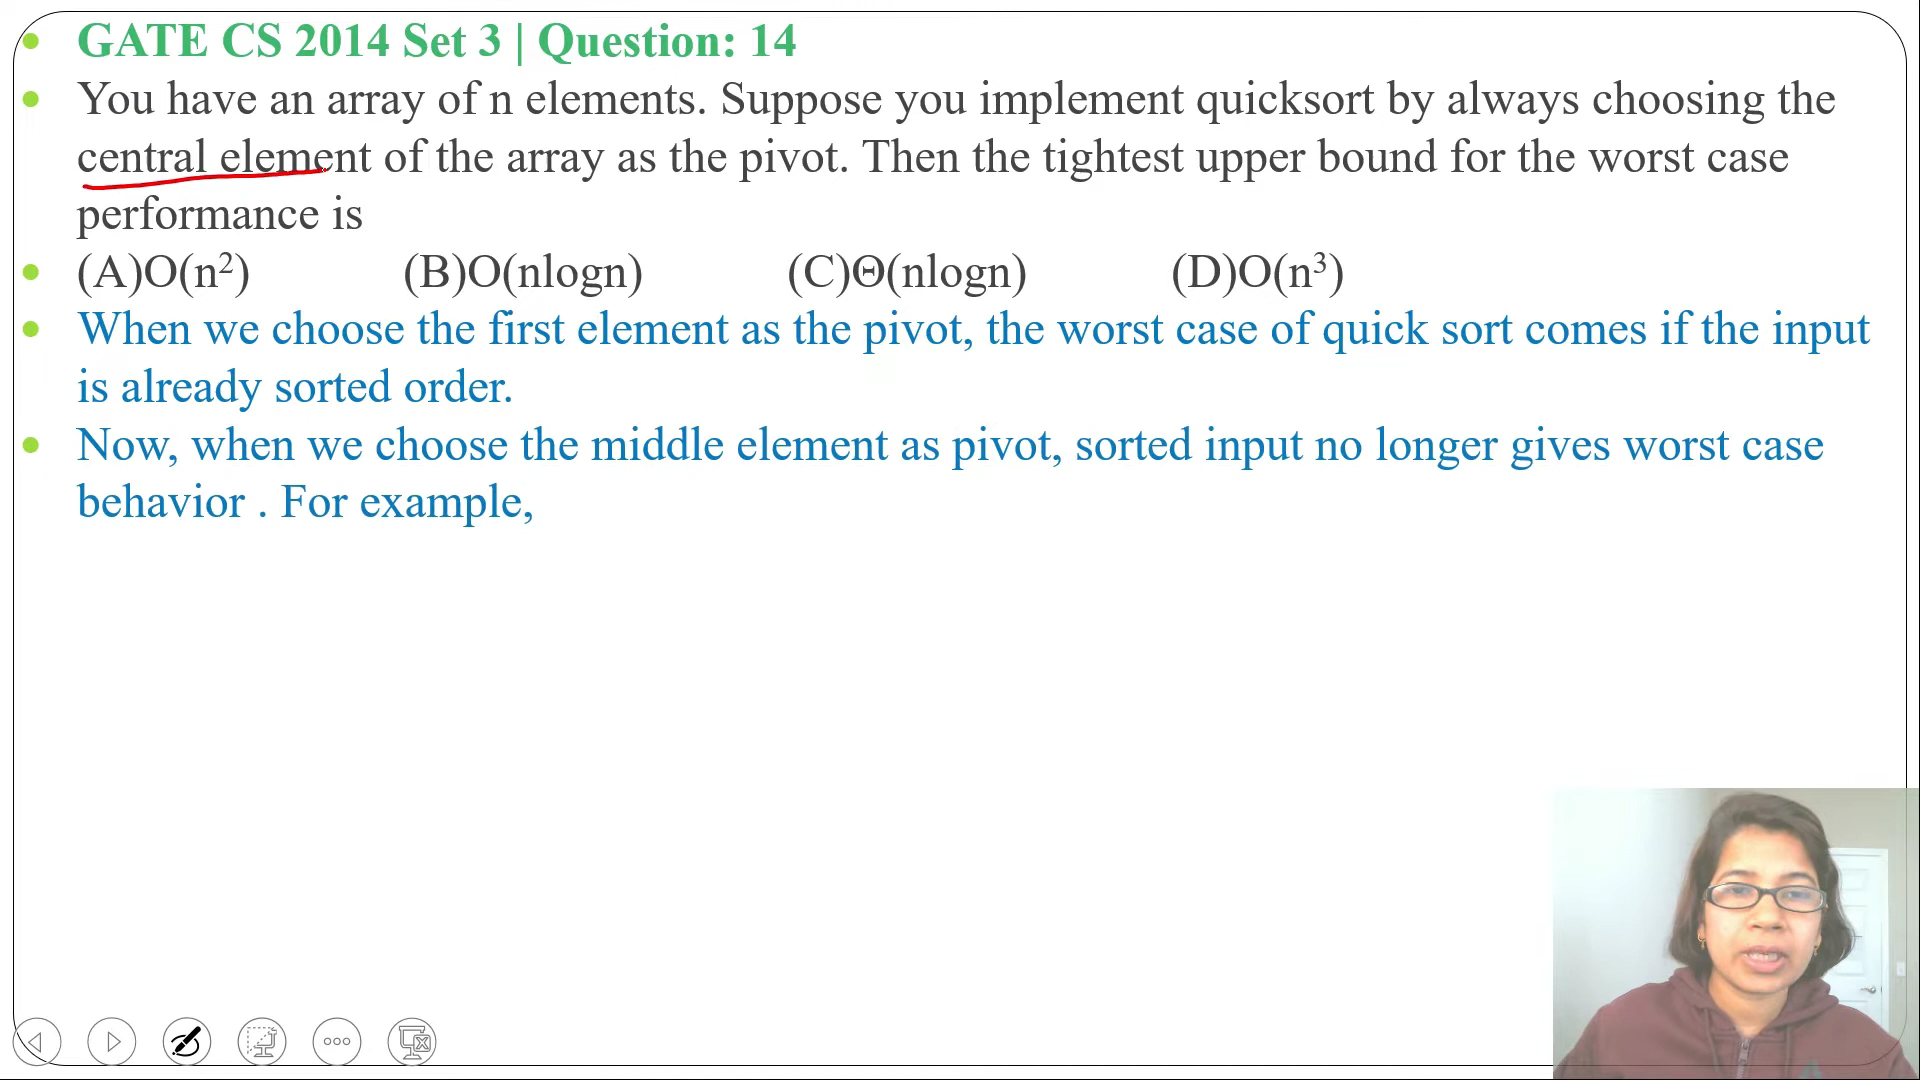 GATE CS 2014 Set 3 | Question: 14
You have an array of n elements. Suppose you implement quicksort by always choosing the
central element of the array as the pivot. Then the tightest upper bound for the worst case
performance is
(A)O(n²) (B)O(nlogn) (C)Θ(nlogn) (D)O(n³)
When we choose the first element as the pivot, the worst case of quick sort comes if the input
is already sorted order.
Now, when we choose the middle element as pivot, sorted input no longer gives worst case
behavior . For example,